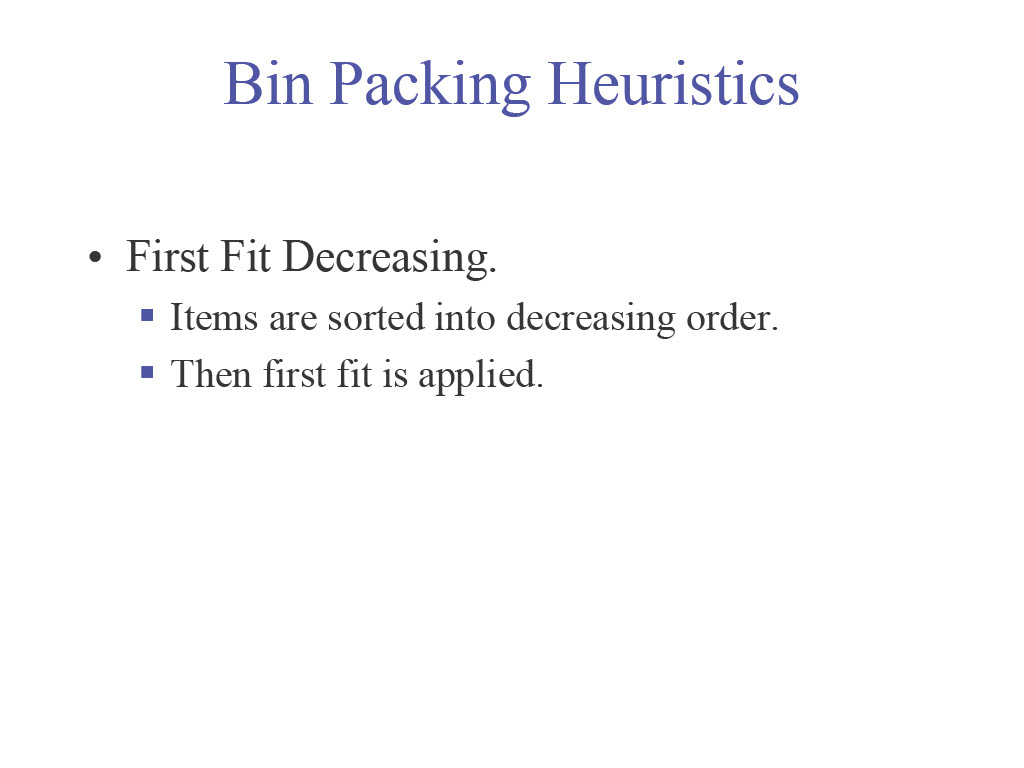 Bin Packing Heuristics
• First Fit Decreasing.
▪ Items are sorted into decreasing order.
▪ Then first fit is applied.